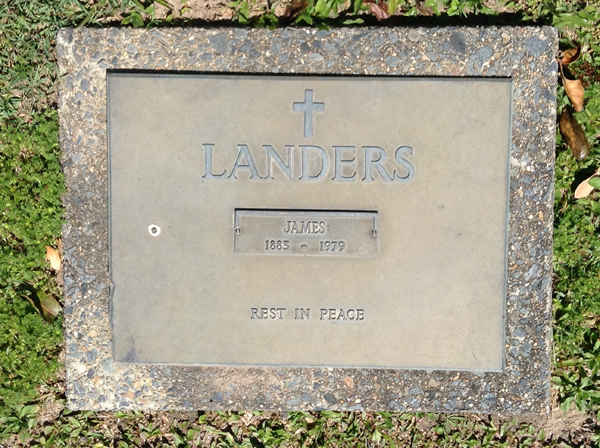 LANDERS
JAMES
1885 - 1979
REST IN PEACE